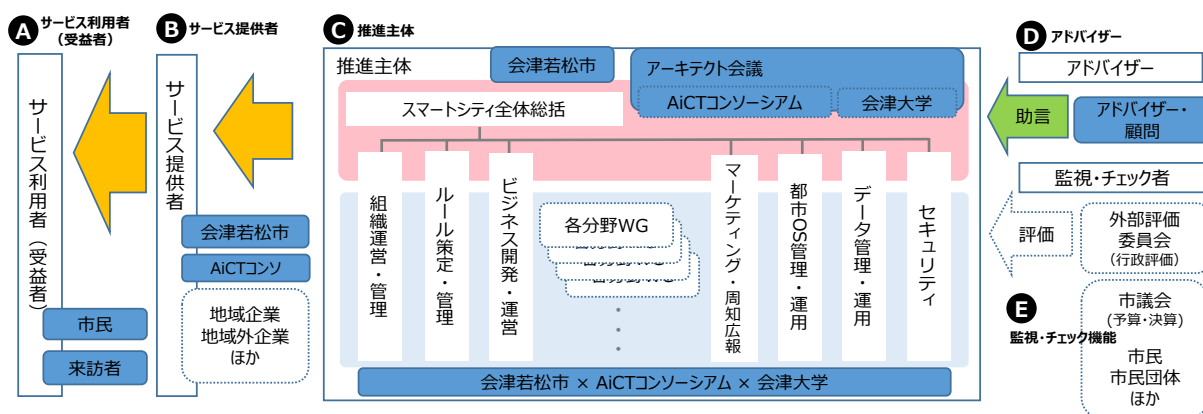 A サービス利用者
（受益者）
サービス利用者（受益者）
市民
来訪者
B サービス提供者
サービス提供者
会津若松市
AiCTコンソ
地域企業
地域外企業
ほか
C 推進主体
推進主体
会津若松市
アーキテクト会議
AiCTコンソーシアム
会津大学
スマートシティ全体総括
組織運営・管理
ルール策定・管理
ビジネス開発・運営
各分野WG
マーケティング・周知広報
都市OS管理・運用
データ管理・運用
セキュリティ
会津若松市 × AiCTコンソーシアム × 会津大学
D アドバイザー
アドバイザー
助言
アドバイザー・
顧問
監視・チェック者
評価
外部評価
委員会
(行政評価)
E
監視・チェック機能
市議会
(予算・決算)
市民
市民団体
ほか